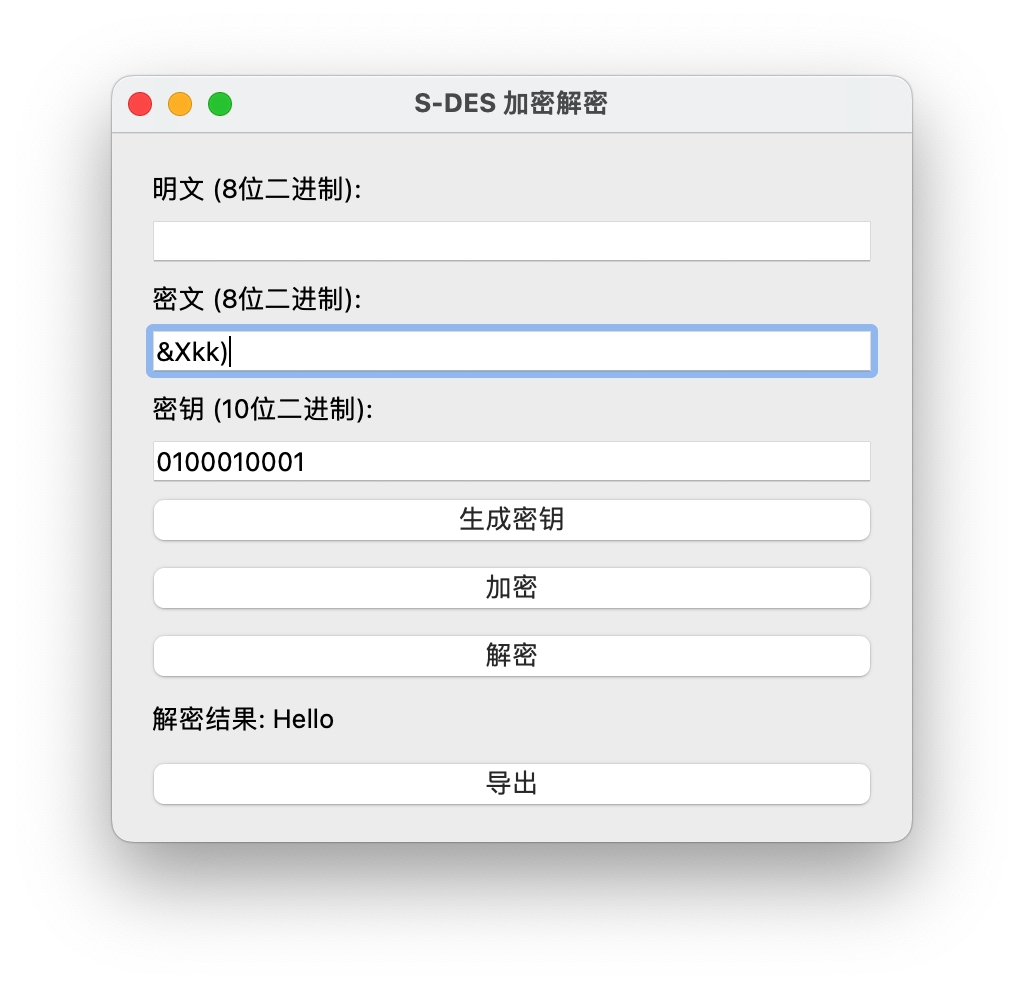 S-DES 加密解密
明文 (8位二进制):
密文 (8位二进制):
&Xkk)
密钥 (10位二进制):
0100010001
生成密钥
加密
解密
解密结果: Hello
导出